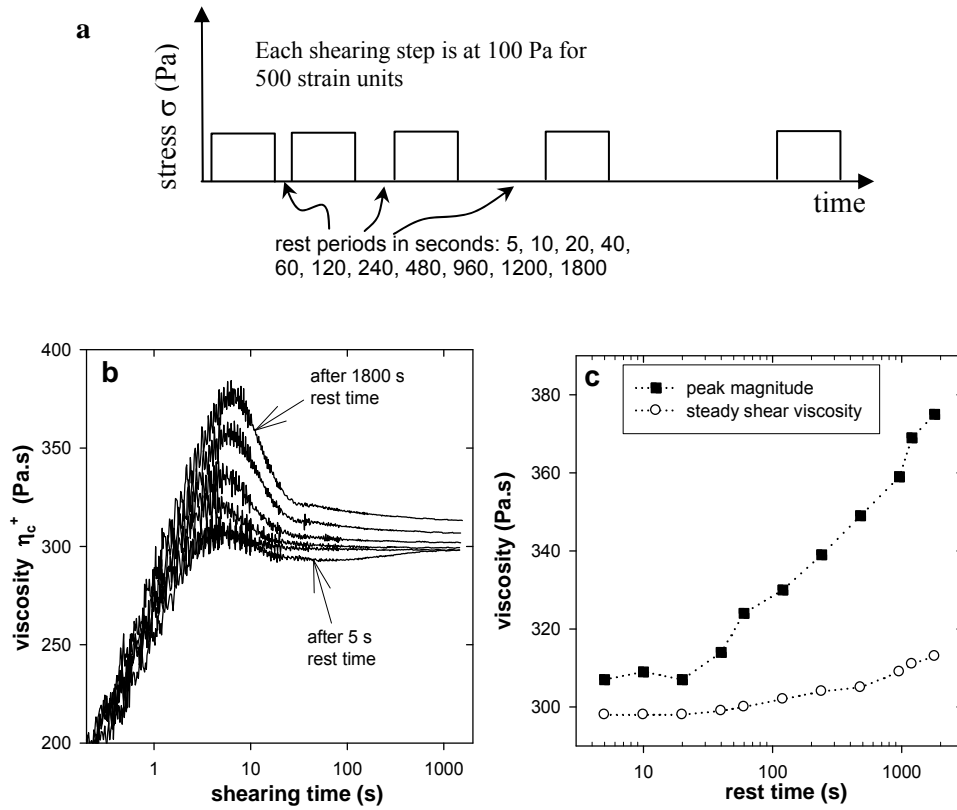 a
Each shearing step is at 100 Pa for
500 strain units
stress σ (Pa)
time
rest periods in seconds: 5, 10, 20, 40,
60, 120, 240, 480, 960, 1200, 1800
b
400
350
300
250
200
viscosity ηc+ (Pa.s)
after 1800 s
rest time
after 5 s
rest time
1 10 100 1000
shearing time (s)
c
peak magnitude
steady shear viscosity
380
360
340
320
300
viscosity (Pa.s)
10 100 1000
rest time (s)